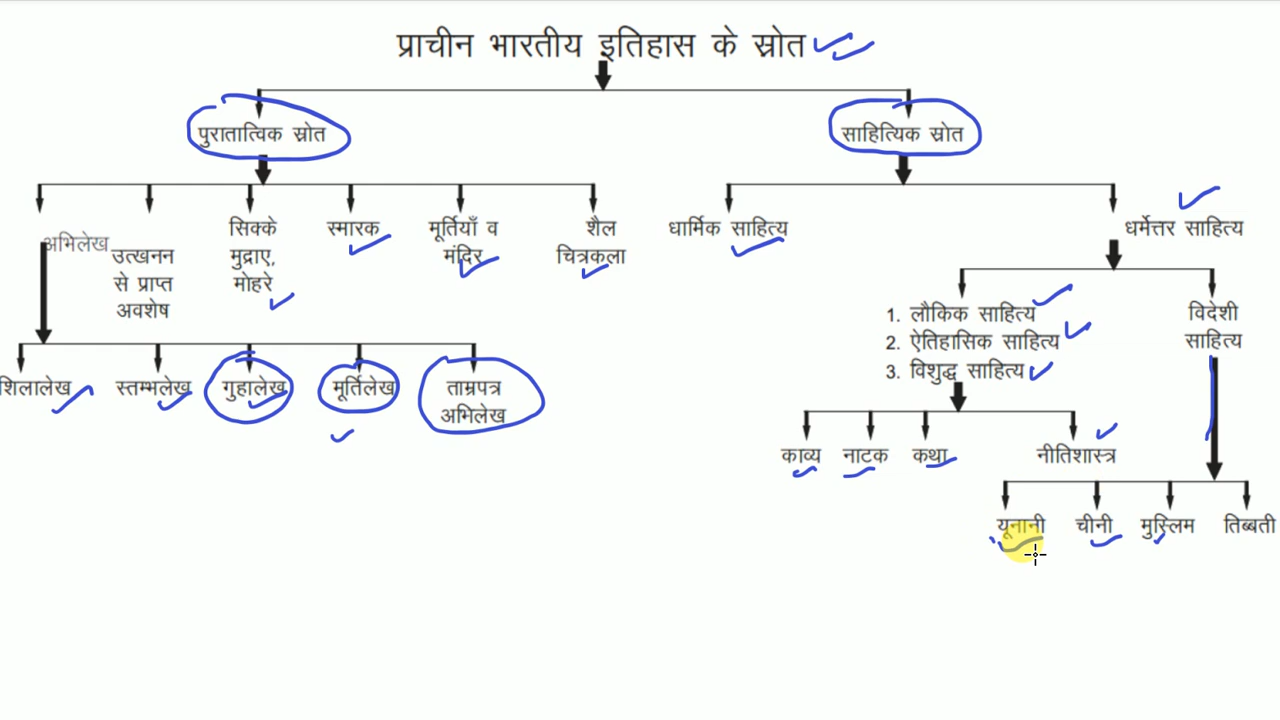 प्राचीन भारतीय इतिहास के स्रोत
पुरातात्विक स्रोत
साहित्यिक स्रोत
अभिलेख
उत्खनन
से प्राप्त
अवशेष
सिक्के
मुद्राए,
मोहरे
स्मारक
मूर्तियाँ व
मंदिर
शैल
चित्रकला
धार्मिक साहित्य
धर्मेत्तर साहित्य
शिलालेख
स्तम्भलेख
गुहालेख
मूर्तिलेख
ताम्रपत्र
अभिलेख
1. लौकिक साहित्य
2. ऐतिहासिक साहित्य
3. विशुद्ध साहित्य
विदेशी
साहित्य
काव्य
नाटक
कथा
नीतिशास्त्र
यूनानी
चीनी
मुस्लिम
तिब्बती